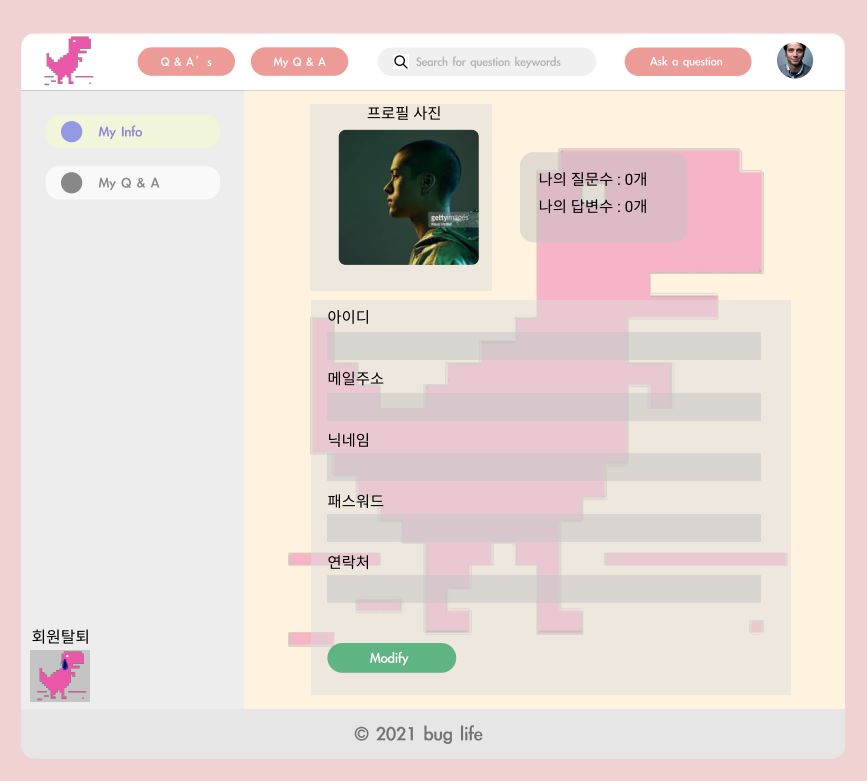 Q & A's
My Q & A
Search for question keywords
Ask a question
My Info
My Q & A
프로필 사진
gettyimages
나의 질문수 : 0개
나의 답변수 : 0개
아이디
메일주소
닉네임
패스워드
연락처
Modify
회원탈퇴
© 2021 bug life